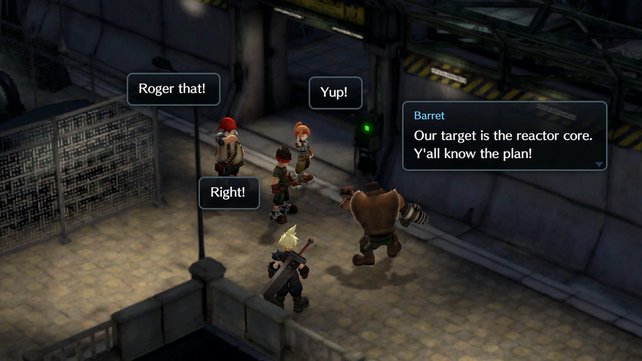 Roger that!
Yup!
Barret
Our target is the reactor core.
Y'all know the plan!
Right!